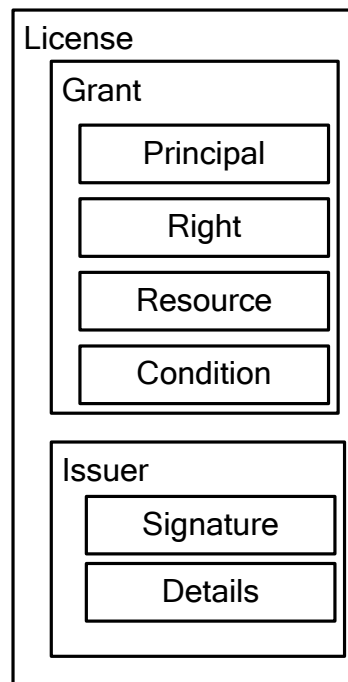 License
Grant
Principal
Right
Resource
Condition
Issuer
Signature
Details